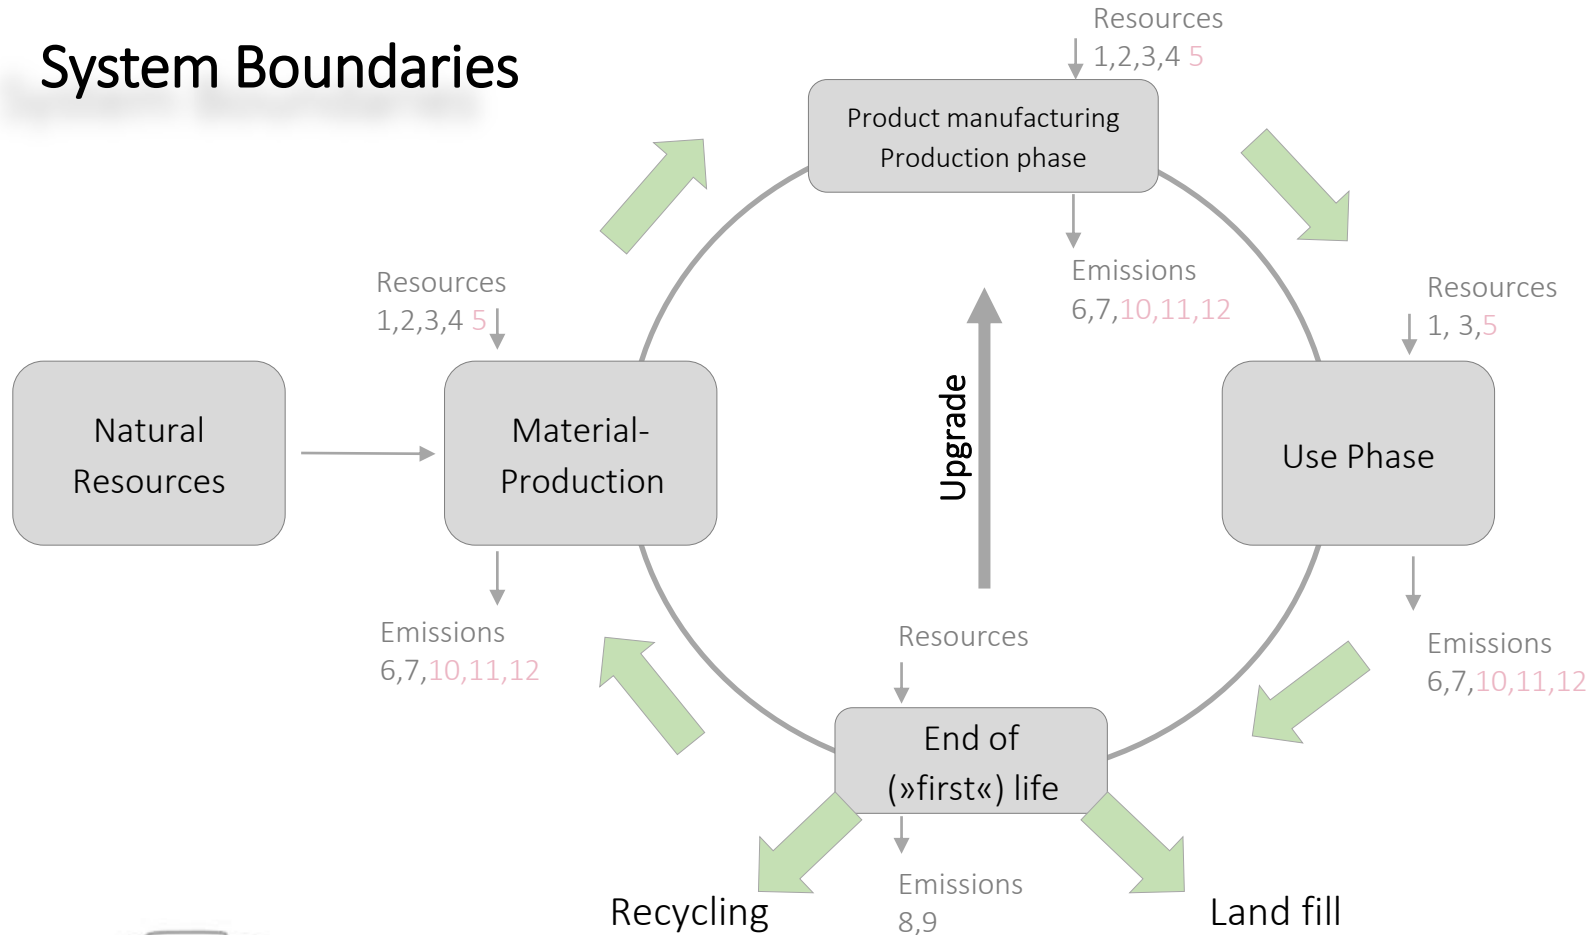 System Boundaries
Resources
1,2,3,4 5
Product manufacturing
Production phase
Emissions
6,7,10,11,12
Resources
1,2,3,4 5
Natural
Resources
Material-
Production
Emissions
6,7,10,11,12
Upgrade
Resources
1, 3,5
Use Phase
Emissions
6,7,10,11,12
Resources
End of
(»first«) life
Emissions
8,9
Recycling
Land fill